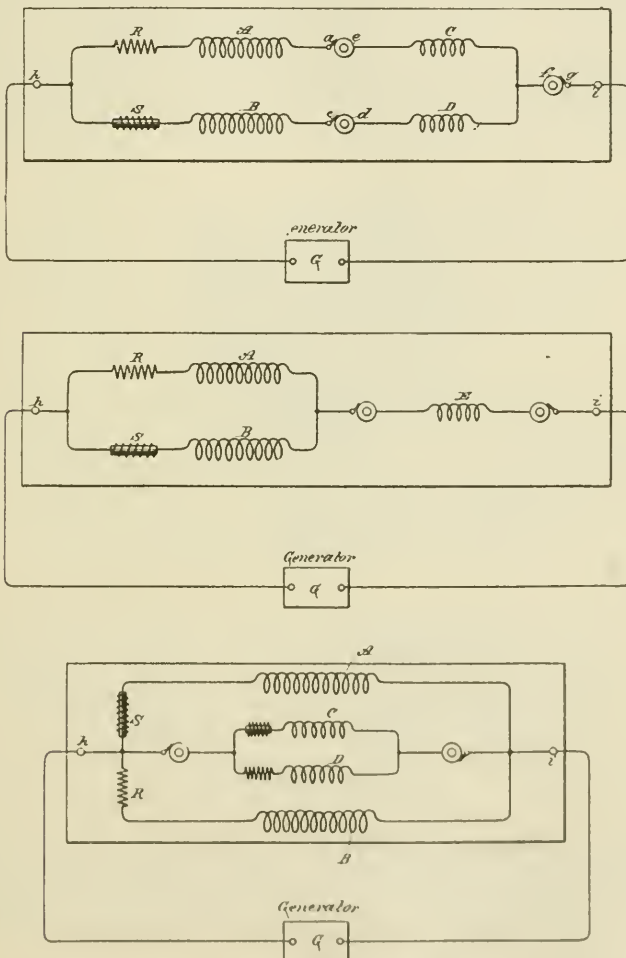 R A a e C
h f g i
S B c d D
.enerator
G
R A
h E i
S B
Generator
G
A
S C
h i
R D
B
Generator
G